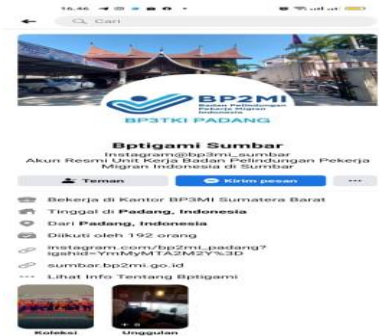 16.46
Cari
BP2MI
Badan Pelindungan
Pekerja Migran
Indonesia
BP3TKI PADANG
Bptigami Sumbar
Instagram@bp3mi_sumbar
Akun Resmi Unit Kerja Badan Pelindungan Pekerja
Migran Indonesia di Sumbar
Teman
Kirim pesan
Bekerja di Kantor BP3MI Sumatera Barat
Tinggal di Padang, Indonesia
Dari Padang, Indonesia
Diikuti oleh 192 orang
instagram.com/bp2mi_padang?
igshid=YmMyMTA2M2Y%3D
sumbar.bp2mi.go.id
Lihat Info Tentang Bptigami
+ 8
Koleksi
Unggulan